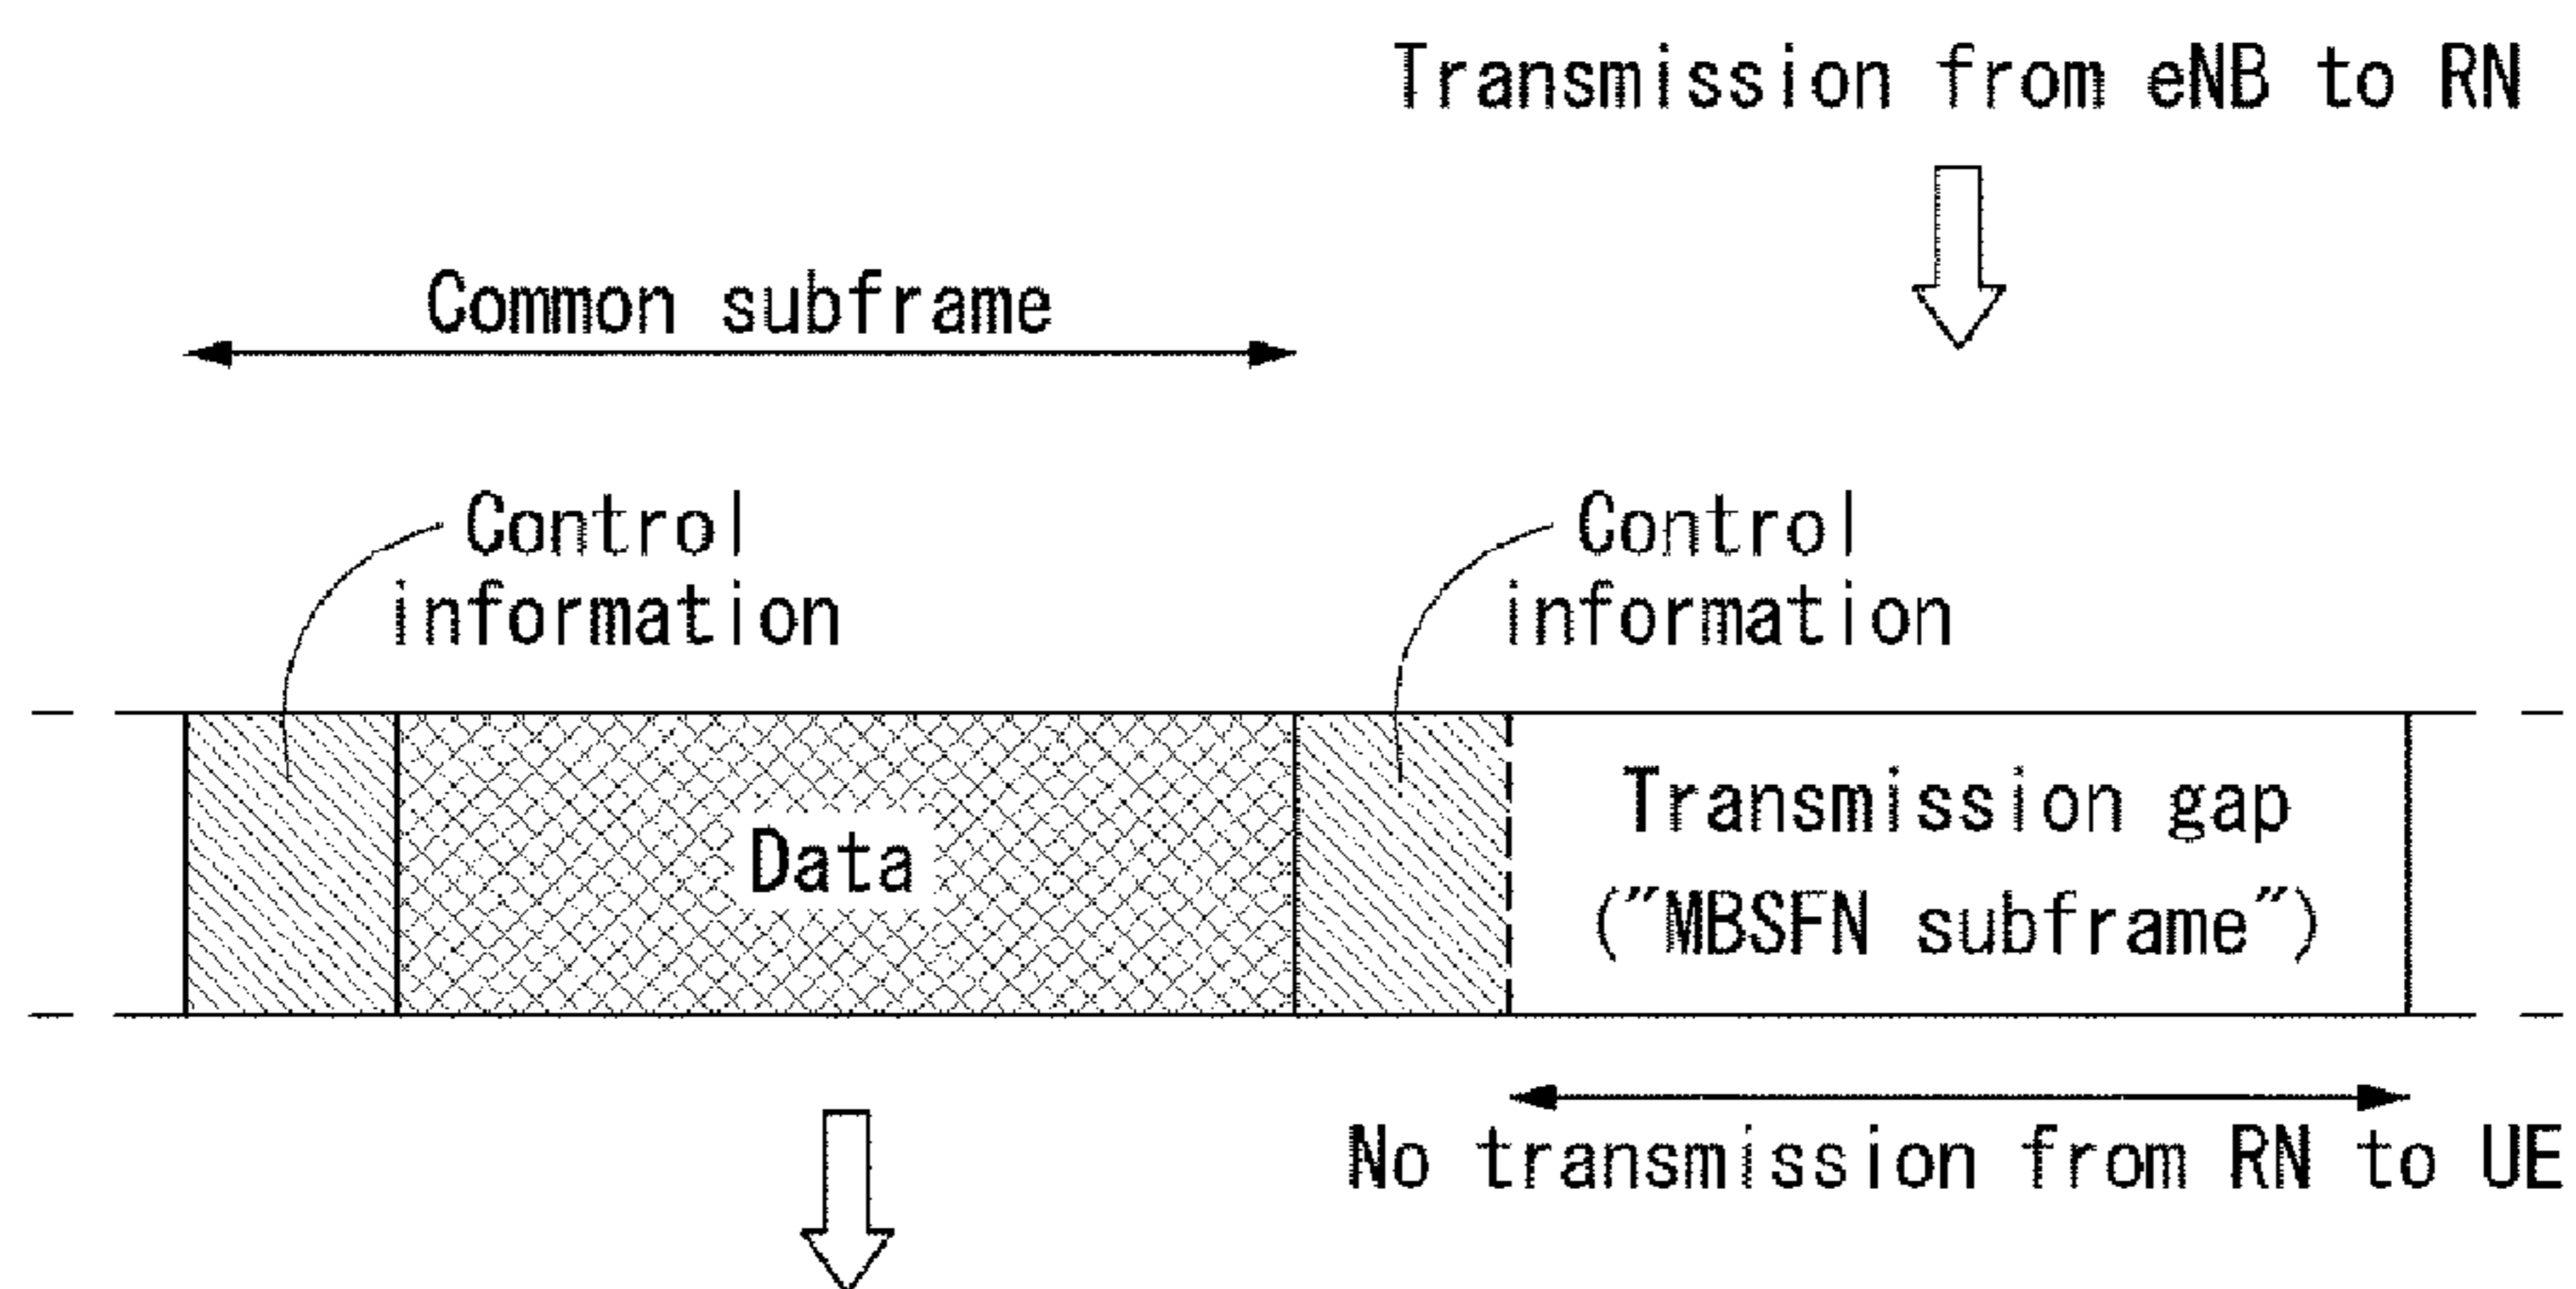 Transmission from eNB to RN
Common subframe
Control
information
Control
information
Data
Transmission gap
("MBSFN subframe")
No transmission from RN to UE